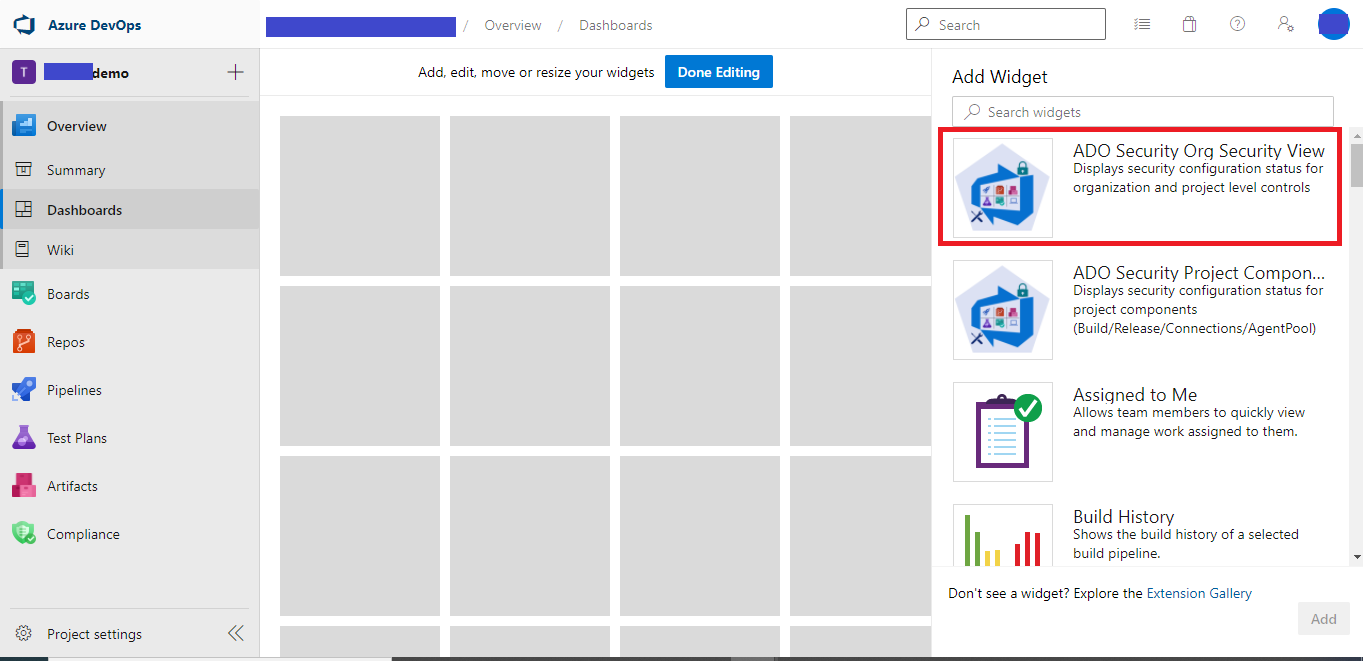 Azure DevOps
/ Overview / Dashboards
Search
T
demo
Overview
Summary
Dashboards
Wiki
Boards
Repos
Pipelines
Test Plans
Artifacts
Compliance
Project settings
Add, edit, move or resize your widgets
Done Editing
Add Widget
Search widgets
ADO Security Org Security View
Displays security configuration status for
organization and project level controls
ADO Security Project Compon...
Displays security configuration status for
project components
(Build/Release/Connections/AgentPool)
Assigned to Me
Allows team members to quickly view
and manage work assigned to them.
Build History
Shows the build history of a selected
build pipeline.
Don't see a widget? Explore the Extension Gallery
Add